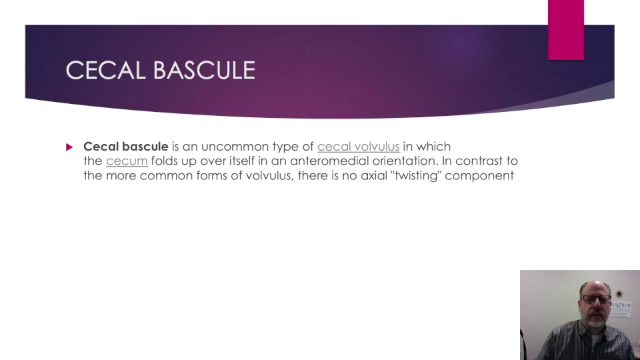 CECAL BASCULE
Cecal bascule is an uncommon type of cecal volvulus in which
the cecum folds up over itself in an anteromedial orientation. In contrast to
the more common forms of volvulus, there is no axial "twisting" component